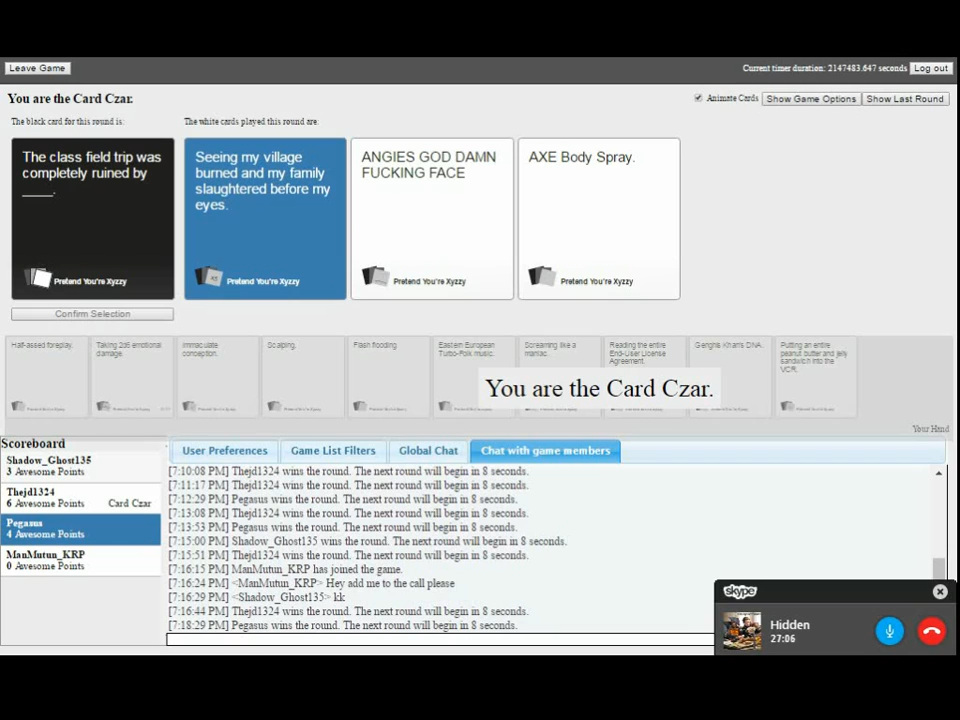 Leave Game
Current timer duration: 2147483.647 seconds
Log out
You are the Card Czar.
Animate Cards
Show Game Options
Show Last Round
The black card for this round is:
The white cards played this round are:
The class field trip was
completely ruined by
____.
Pretend You're Xyzzy
Seeing my village
burned and my family
slaughtered before my
eyes.
Pretend You're Xyzzy
ANGIES GOD DAMN
FUCKING FACE
Pretend You're Xyzzy
AXE Body Spray.
Pretend You're Xyzzy
Confirm Selection
Half-assed foreplay.
Taking 2d6 emotional
damage.
Immaculate
conception.
Scalping.
Flash flooding.
Eastern European
Turbo-Folk music.
Screaming like a
maniac.
Reading the entire
End-User License
Agreement.
Genghis Khan's DNA.
Putting an entire
peanut butter and jelly
sandwich into the
VCR.
You are the Card Czar.
Your Hand
Scoreboard
Shadow_Ghost135
3 Awesome Points
Thejd1324
6 Awesome Points
Card Czar
Pegasus
4 Awesome Points
ManMutun_KRP
0 Awesome Points
User Preferences
Game List Filters
Global Chat
Chat with game members
[7:10:08 PM] Thejd1324 wins the round. The next round will begin in 8 seconds.
[7:11:17 PM] Thejd1324 wins the round. The next round will begin in 8 seconds.
[7:12:29 PM] Pegasus wins the round. The next round will begin in 8 seconds.
[7:13:08 PM] Thejd1324 wins the round. The next round will begin in 8 seconds.
[7:13:53 PM] Pegasus wins the round. The next round will begin in 8 seconds.
[7:15:00 PM] Shadow_Ghost135 wins the round. The next round will begin in 8 seconds.
[7:15:51 PM] Thejd1324 wins the round. The next round will begin in 8 seconds.
[7:16:15 PM] ManMutun_KRP has joined the game.
[7:16:24 PM] <ManMutun_KRP> Hey add me to the call please
[7:16:29 PM] <Shadow_Ghost135> kk
[7:16:44 PM] Thejd1324 wins the round. The next round will begin in 8 seconds.
[7:18:29 PM] Pegasus wins the round. The next round will begin in 8 seconds.
skype
Hidden
27:06